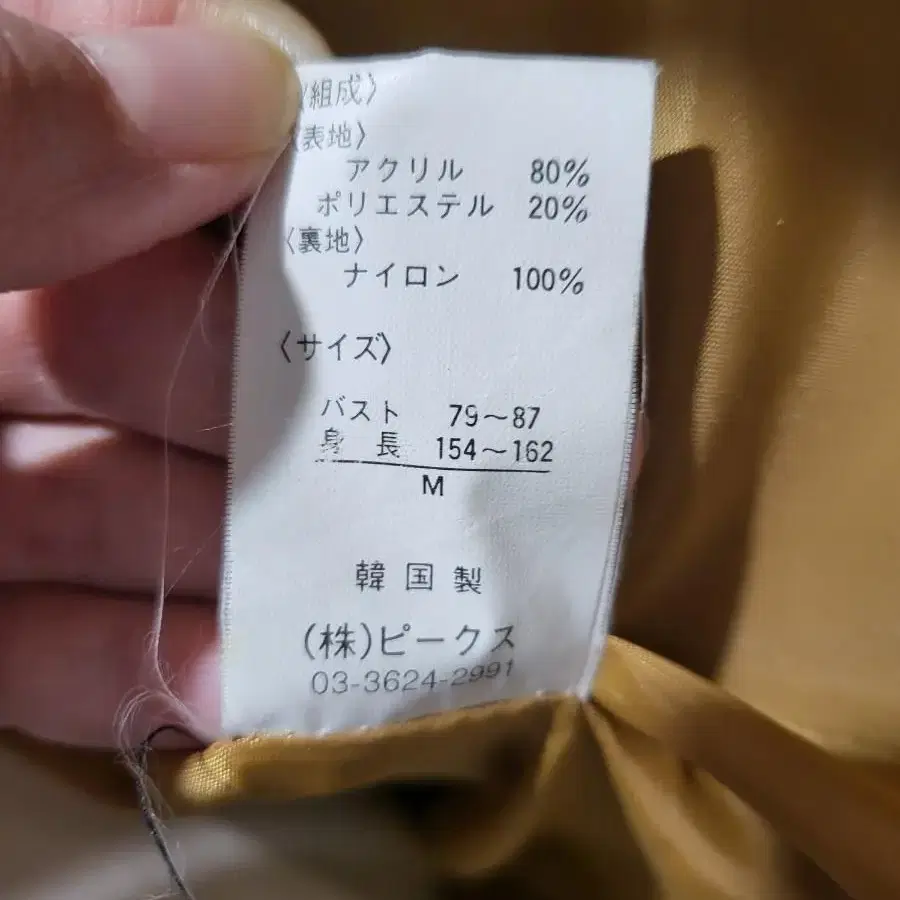 〈組成〉
〈表地〉
アクリル 80%
ポリエステル 20%
〈裏地〉
ナイロン 100%
〈サイズ〉
バスト 79〜87
身長 154〜162
M
韓国製
(株)ピークス
03-3624-2991